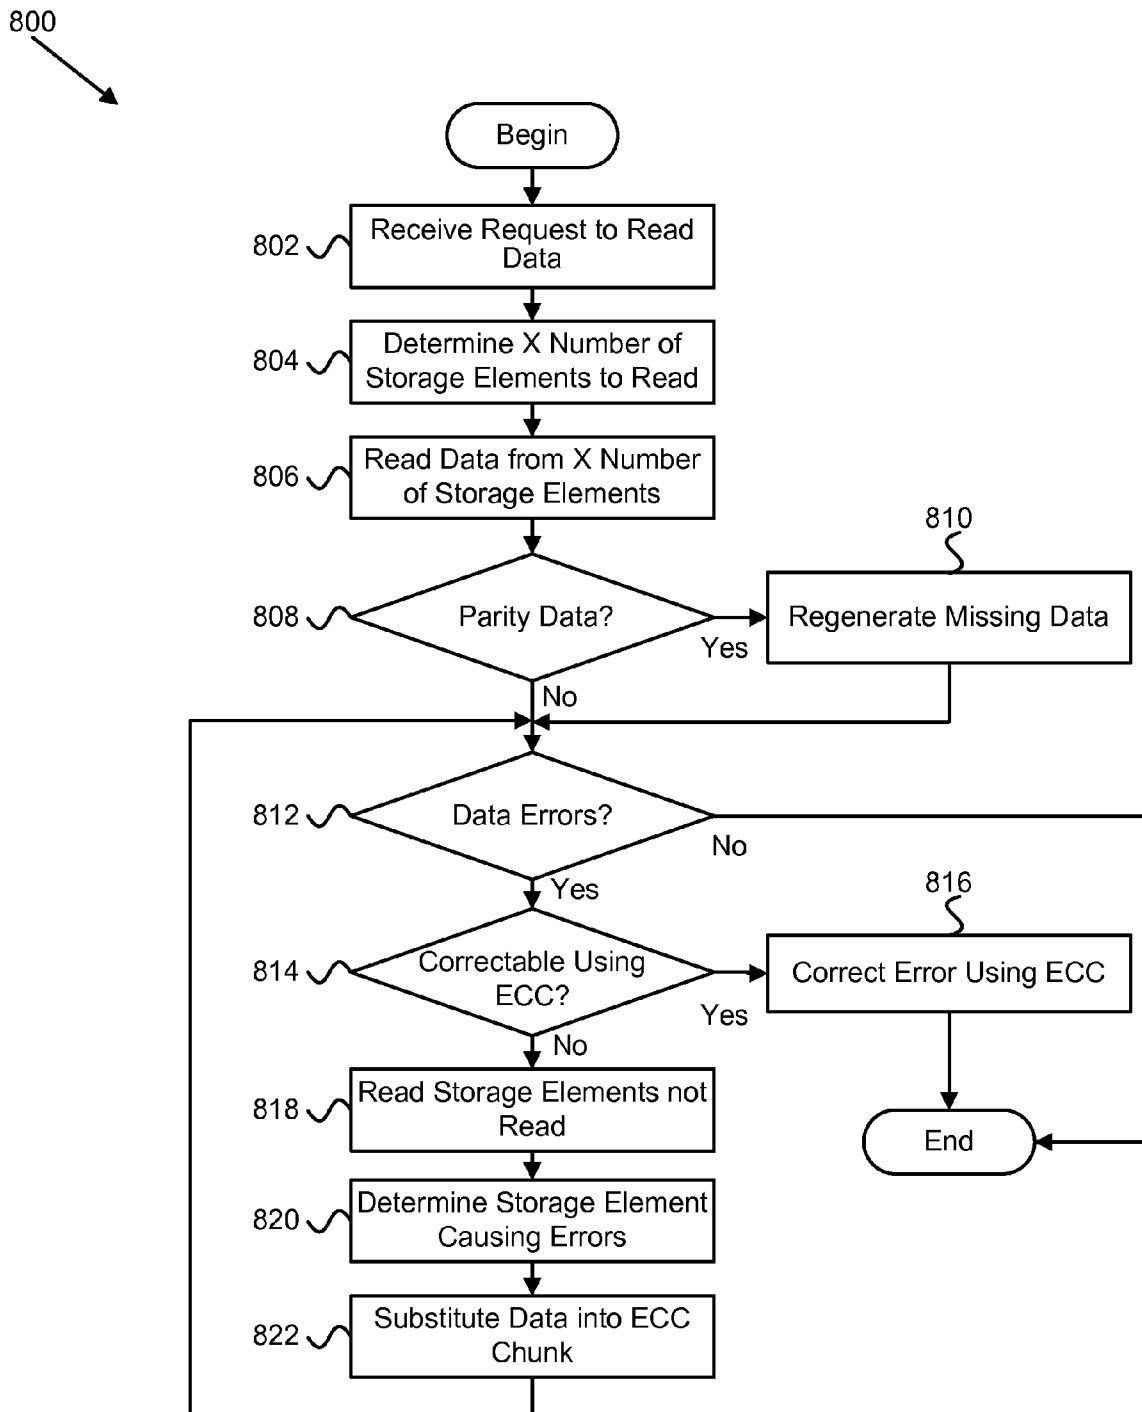 800
Begin
802
Receive Request to Read
Data
804
Determine X Number of
Storage Elements to Read
806
Read Data from X Number
of Storage Elements
810
808
Parity Data?
Yes
Regenerate Missing Data
No
812
Data Errors?
No
Yes
816
814
Correctable Using
ECC?
Yes
Correct Error Using ECC
No
818
Read Storage Elements not
Read
End
820
Determine Storage Element
Causing Errors
822
Substitute Data into ECC
Chunk